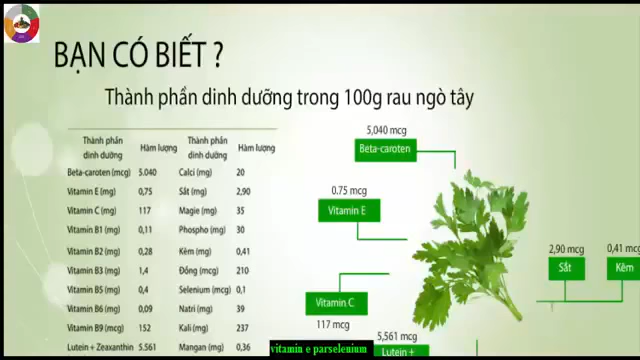 BẠN CÓ BIẾT ?
Thành phần dinh dưỡng trong 100g rau ngò tây
Thành phần dinh dưỡng Hàm lượng Thành phần dinh dưỡng Hàm lượng
Beta-caroten (mcg) 5.040 Calci (mg) 20
Vitamin E (mg) 0,75 Sắt (mg) 2,90
Vitamin C (mg) 117 Magie (mg) 35
Vitamin B1 (mg) 0,11 Phospho (mg) 30
Vitamin B2 (mg) 0,28 Kẽm (mg) 0,41
Vitamin B3 (mg) 1,4 Đồng (mcg) 210
Vitamin B5 (mg) 0,4 Selenium (mcg) 0,1
Vitamin B6 (mg) 0,09 Natri (mg) 39
Vitamin B9 (mcg) 152 Kali (mg) 237
Lutein + Zeaxanthin 5.561 Mangan (mg) 0,36
5,040 mcg
Beta-caroten
0.75 mcg
Vitamin E
Vitamin C
117 mcg
2,90 mcg
Sắt
0,41 mcg
Kẽm
5,561 mcg
Lutein +
vitamin e parselenium